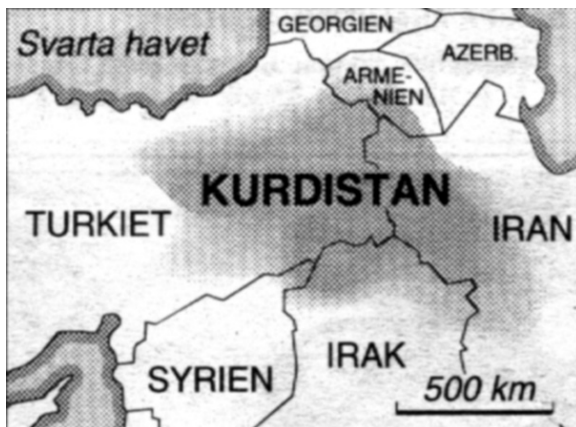 GEORGIEN
Svarta havet
AZERB.
ARME-
NIEN
KURDISTAN
TURKIET
IRAN
SYRIEN
IRAK
500 km